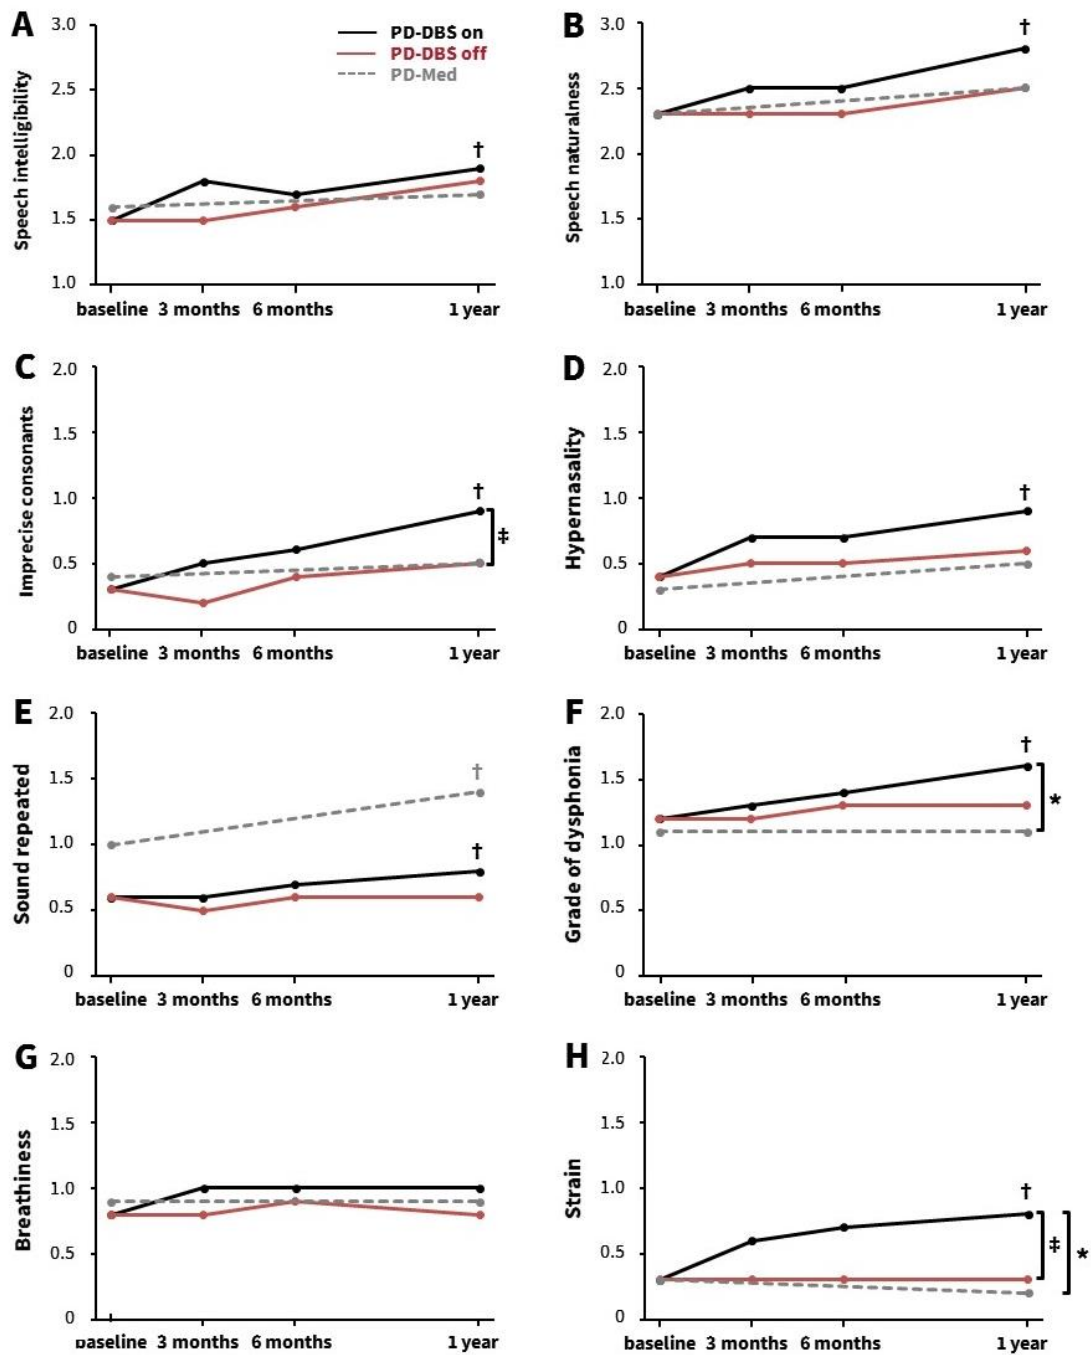 A
3.0
2.5
2.0
1.5
1.0
Speech intelligibility
PD-DBS on
PD-DBS off
PD-Med
†
baseline 3 months 6 months 1 year
B
3.0
2.5
2.0
1.5
1.0
Speech naturalness
†
baseline 3 months 6 months 1 year
C
2.0
1.5
1.0
0.5
0
Imprecise consonants
†
‡
baseline 3 months 6 months 1 year
D
2.0
1.5
1.0
0.5
0
Hypernasality
†
baseline 3 months 6 months 1 year
E
2.0
1.5
1.0
0.5
0
Sound repeated
†
†
baseline 3 months 6 months 1 year
F
2.0
1.5
1.0
0.5
0
Grade of dysphonia
†
*
baseline 3 months 6 months 1 year
G
2.0
1.5
1.0
0.5
0
Breathiness
baseline 3 months 6 months 1 year
H
2.0
1.5
1.0
0.5
0
Strain
†
‡
*
baseline 3 months 6 months 1 year